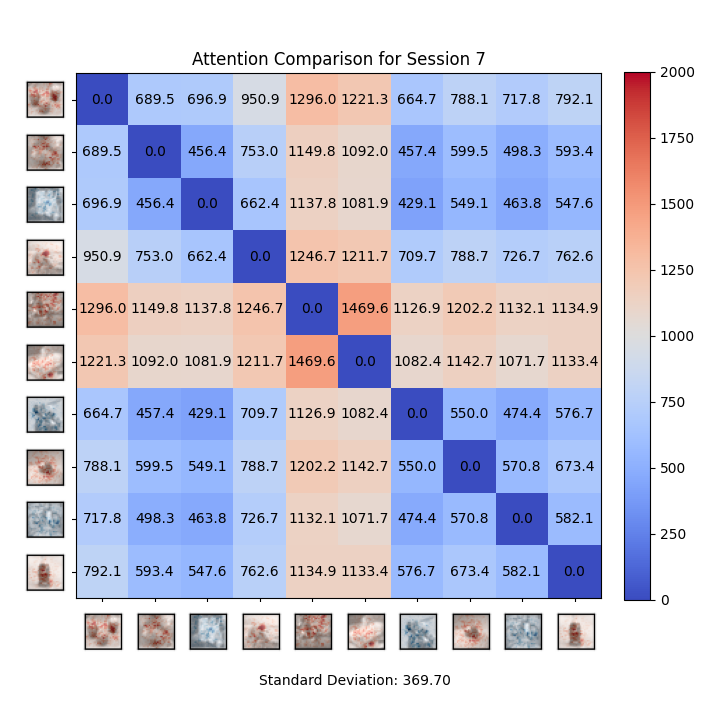 Attention Comparison for Session 7
0.0 689.5 696.9 950.9 1296.0 1221.3 664.7 788.1 717.8 792.1
689.5 0.0 456.4 753.0 1149.8 1092.0 457.4 599.5 498.3 593.4
696.9 456.4 0.0 662.4 1137.8 1081.9 429.1 549.1 463.8 547.6
950.9 753.0 662.4 0.0 1246.7 1211.7 709.7 788.7 726.7 762.6
1296.0 1149.8 1137.8 1246.7 0.0 1469.6 1126.9 1202.2 1132.1 1134.9
1221.3 1092.0 1081.9 1211.7 1469.6 0.0 1082.4 1142.7 1071.7 1133.4
664.7 457.4 429.1 709.7 1126.9 1082.4 0.0 550.0 474.4 576.7
788.1 599.5 549.1 788.7 1202.2 1142.7 550.0 0.0 570.8 673.4
717.8 498.3 463.8 726.7 1132.1 1071.7 474.4 570.8 0.0 582.1
792.1 593.4 547.6 762.6 1134.9 1133.4 576.7 673.4 582.1 0.0
2000
1750
1500
1250
1000
750
500
250
0
Standard Deviation: 369.70